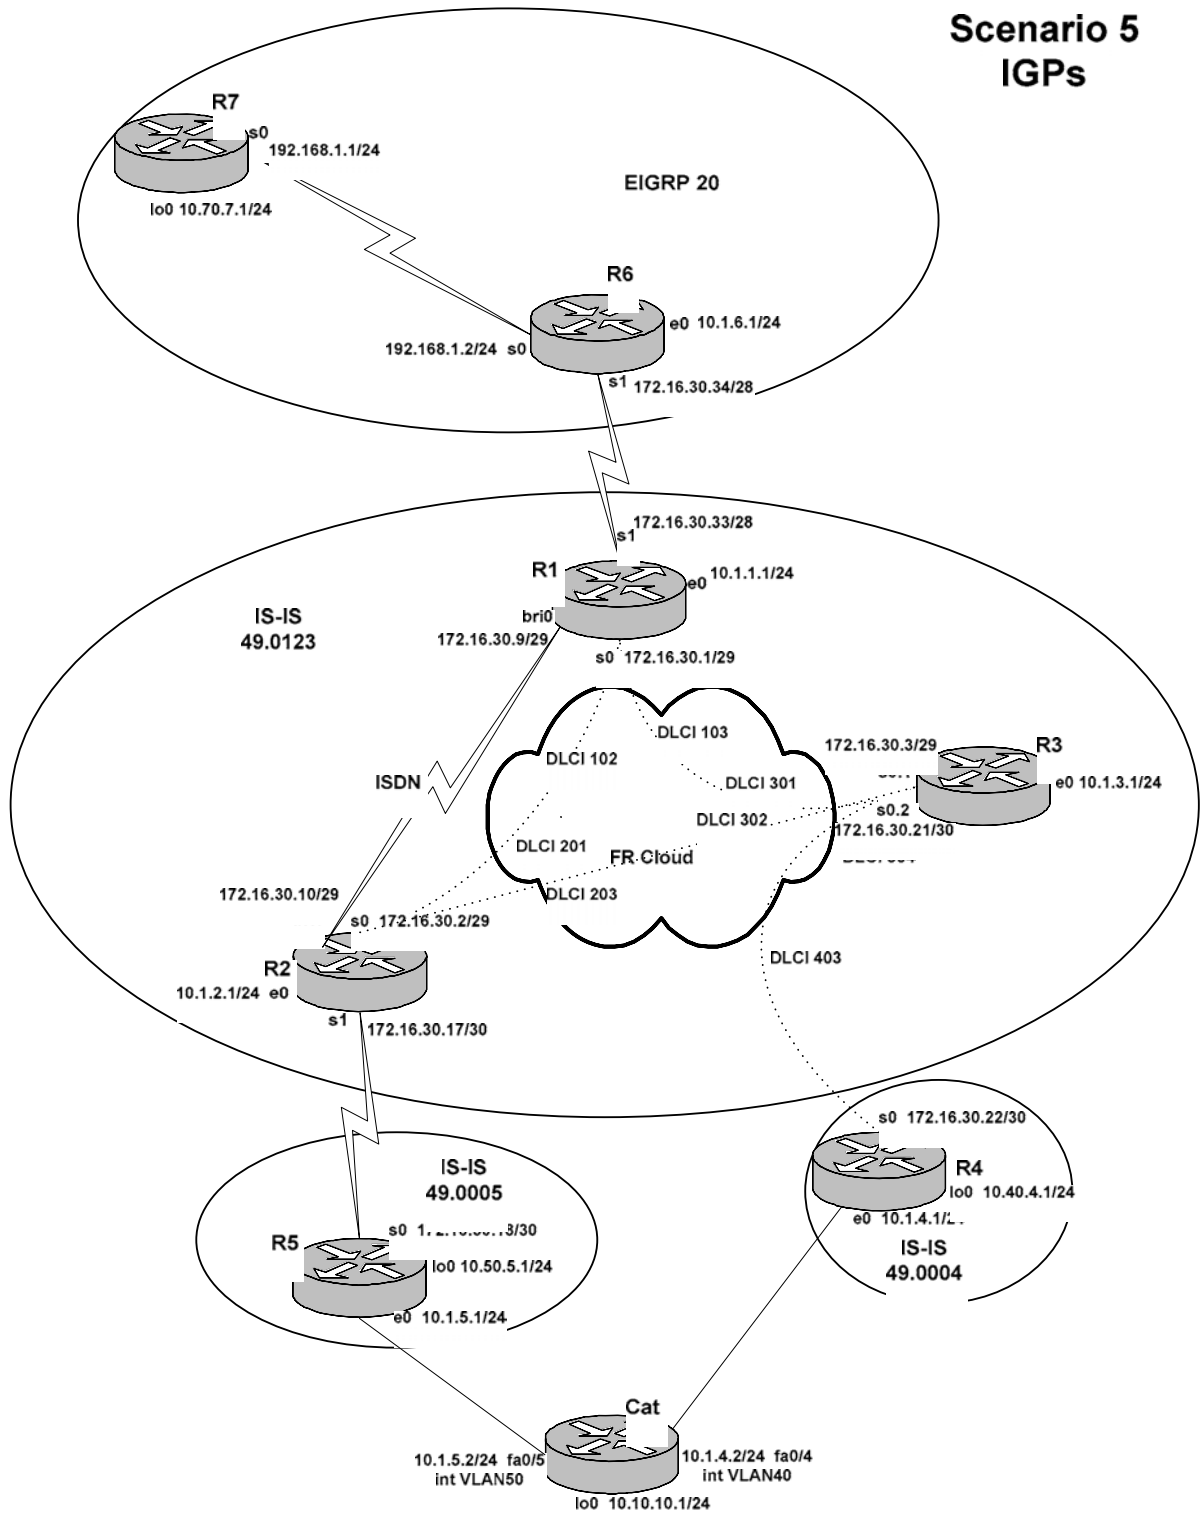 Scenario 5
IGPs
R7
s0
192.168.1.1/24
lo0 10.70.7.1/24
EIGRP 20
R6
e0 10.1.6.1/24
192.168.1.2/24 s0
s1 172.16.30.34/28
172.16.30.33/28
s1
R1
e0 10.1.1.1/24
bri0
172.16.30.9/29
s0 172.16.30.1/29
IS-IS
49.0123
DLCI 103
DLCI 102
172.16.30.3/29
R3
e0 10.1.3.1/24
ISDN
DLCI 301
s0.2
DLCI 302
172.16.30.21/30
DLCI 201
FR Cloud
DLCI 203
172.16.30.10/29
s0 172.16.30.2/29
DLCI 403
R2
10.1.2.1/24 e0
s1
172.16.30.17/30
s0 172.16.30.22/30
IS-IS
49.0005
R4
lo0 10.40.4.1/24
e0 10.1.4.1/
s0
R5
IS-IS
49.0004
lo0 10.50.5.1/24
e0 10.1.5.1/24
Cat
10.1.5.2/24 fa0/5
int VLAN50
10.1.4.2/24 fa0/4
int VLAN40
lo0 10.10.10.1/24